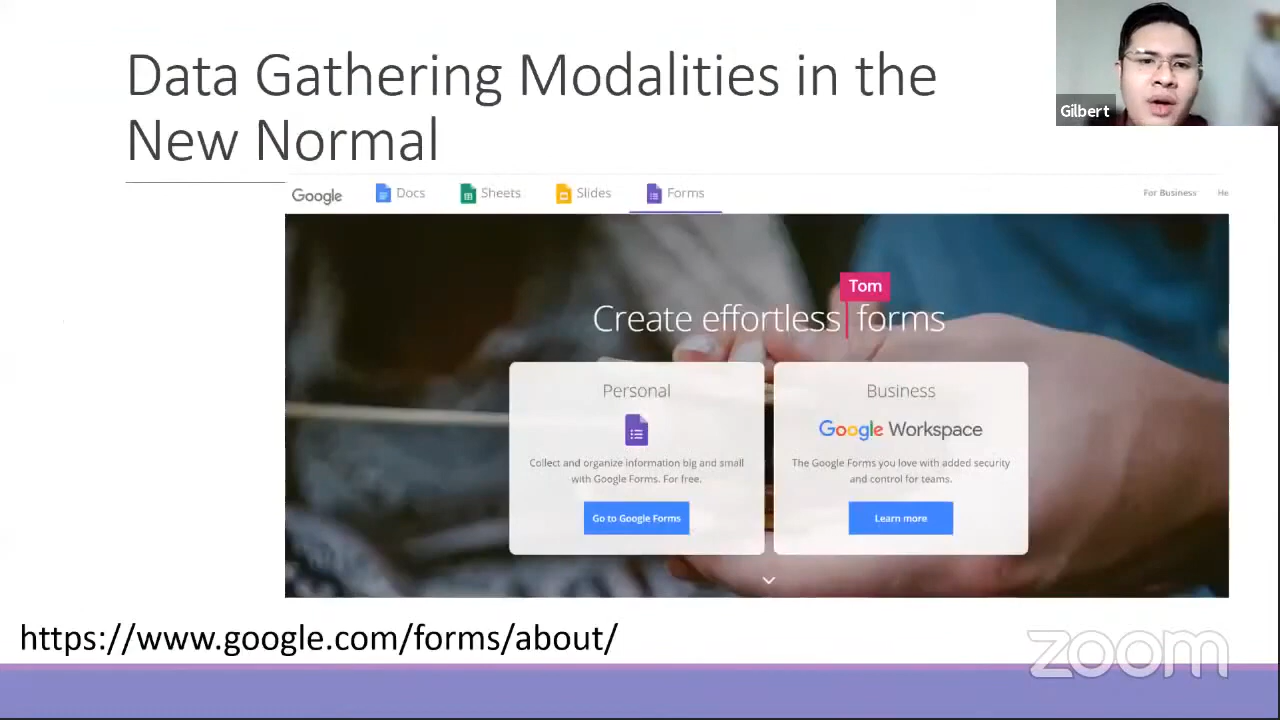 Data Gathering Modalities in the
New Normal
Gilbert
Google Docs Sheets Slides Forms For Business He
Tom
Create effortless forms
Personal
Collect and organize information big and small
with Google Forms. For free.
Go to Google Forms
Business
Google Workspace
The Google Forms you love with added security
and control for teams.
Learn more
https://www.google.com/forms/about/
zoom